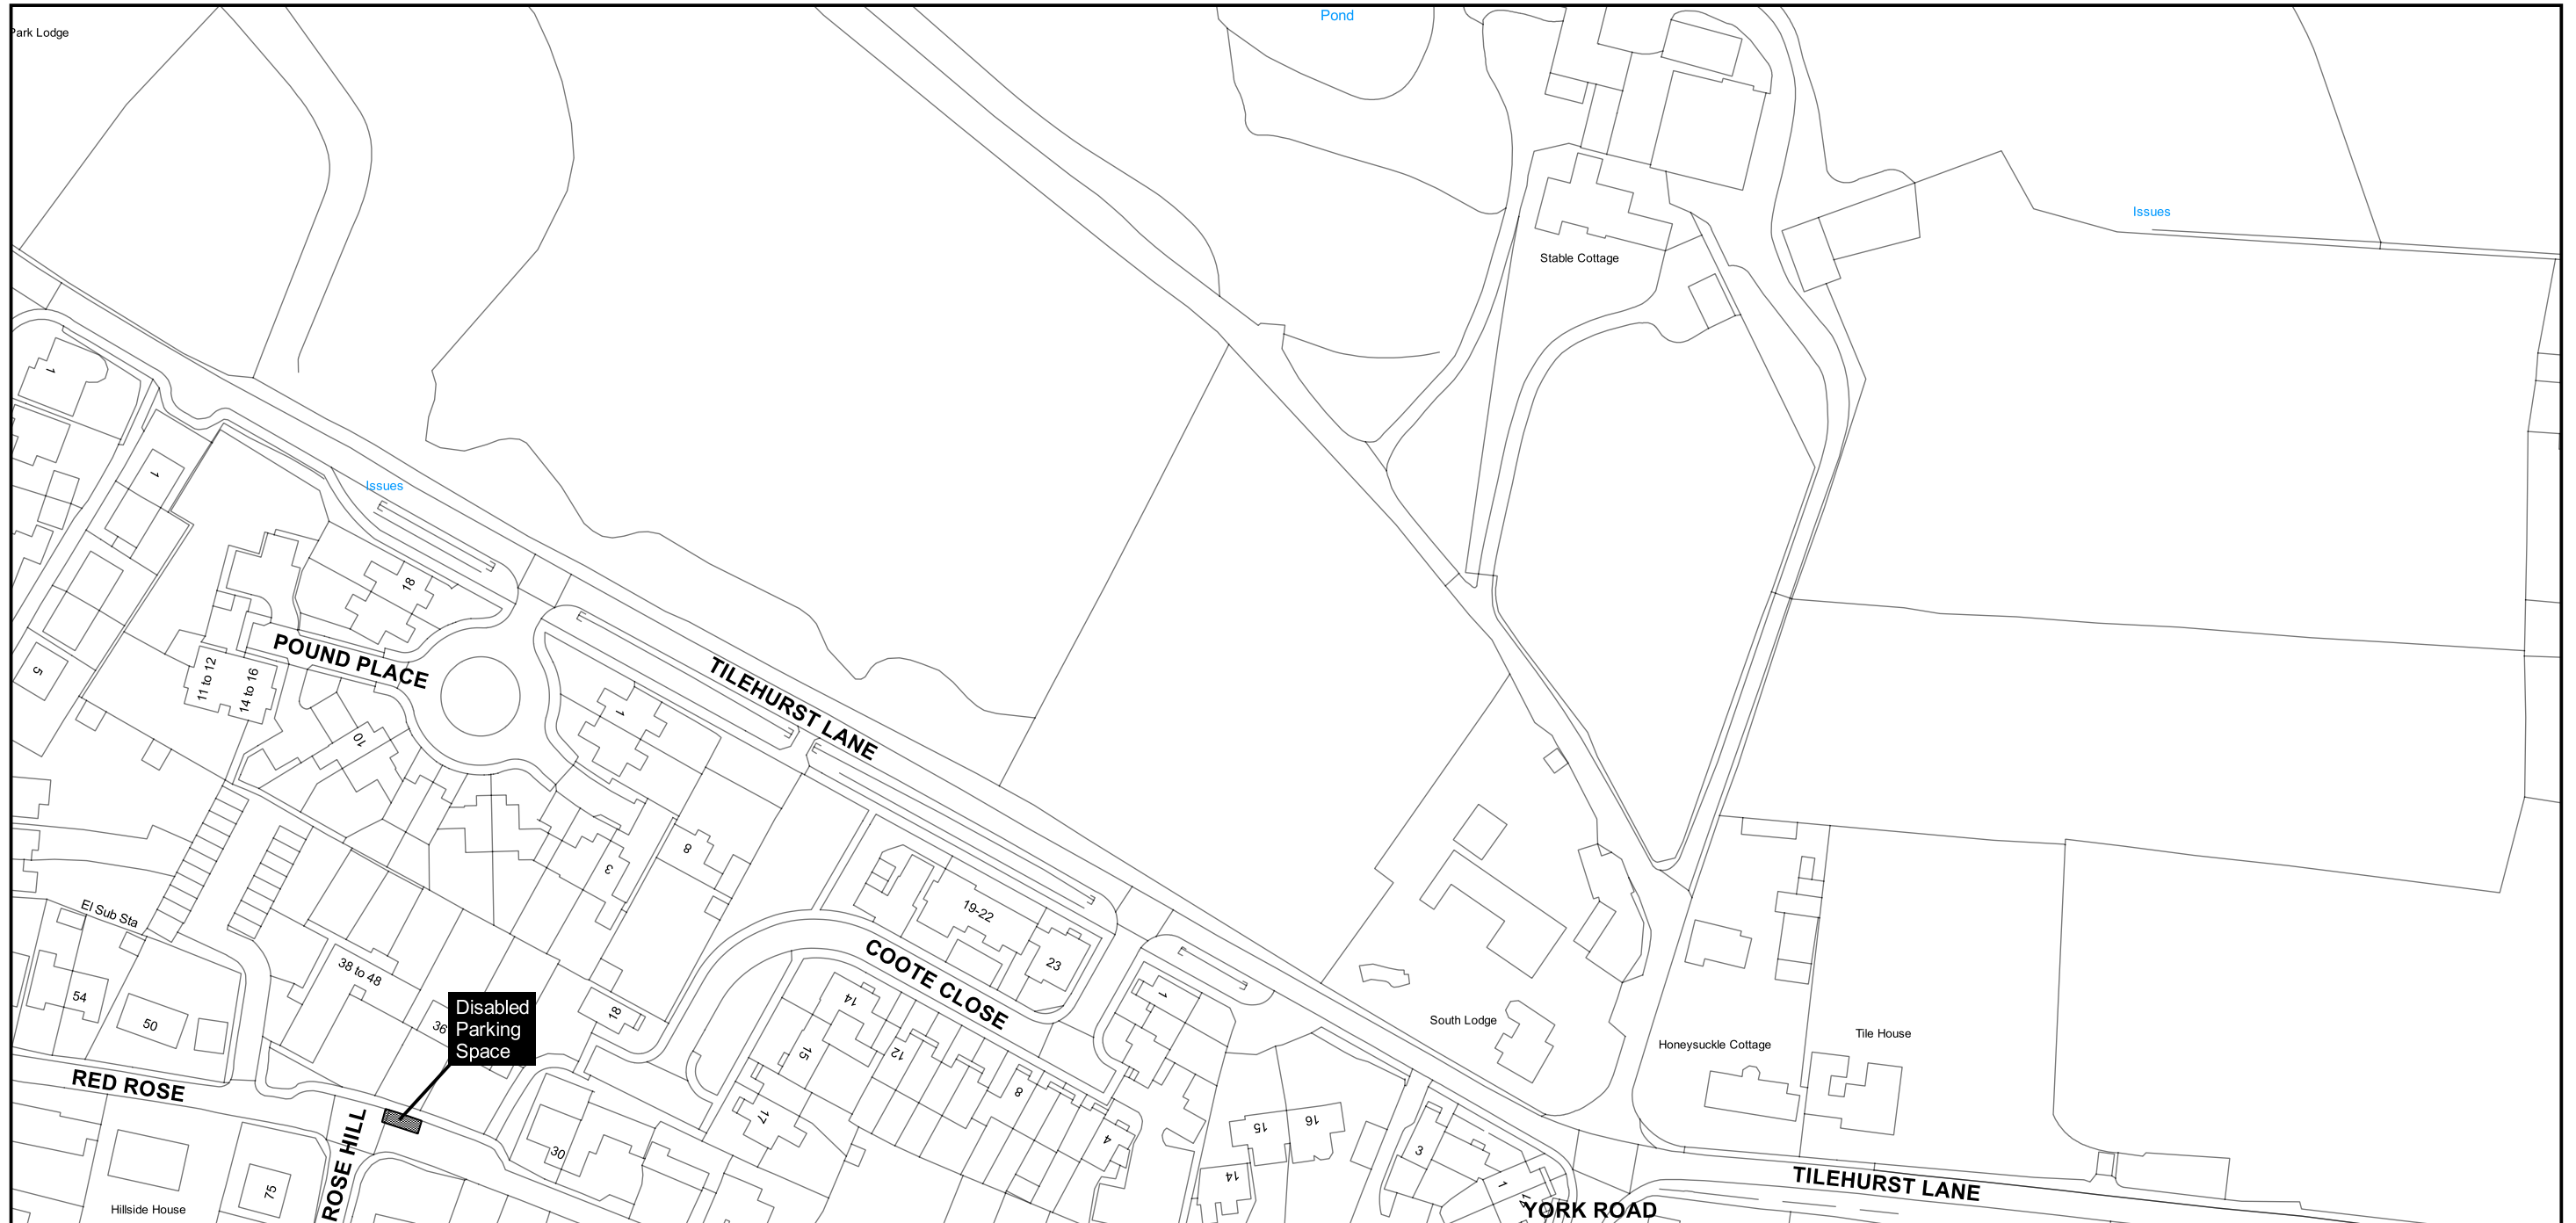 Park Lodge
Pond
Issues
Stable Cottage
1
1
Issues
18
POUND PLACE
11 to 12
14 to 16
5
1
10
TILEHURST LANE
8
3
El Sub Sta
19-22
23
COOTE CLOSE
38 to 48
54
50
36
Disabled
Parking
Space
18
14
15
12
1
8
17
4
South Lodge
Honeysuckle Cottage
Tile House
RED ROSE
ROSE HILL
30
75
Hillside House
15
16
14
3
1
YORK ROAD
TILEHURST LANE